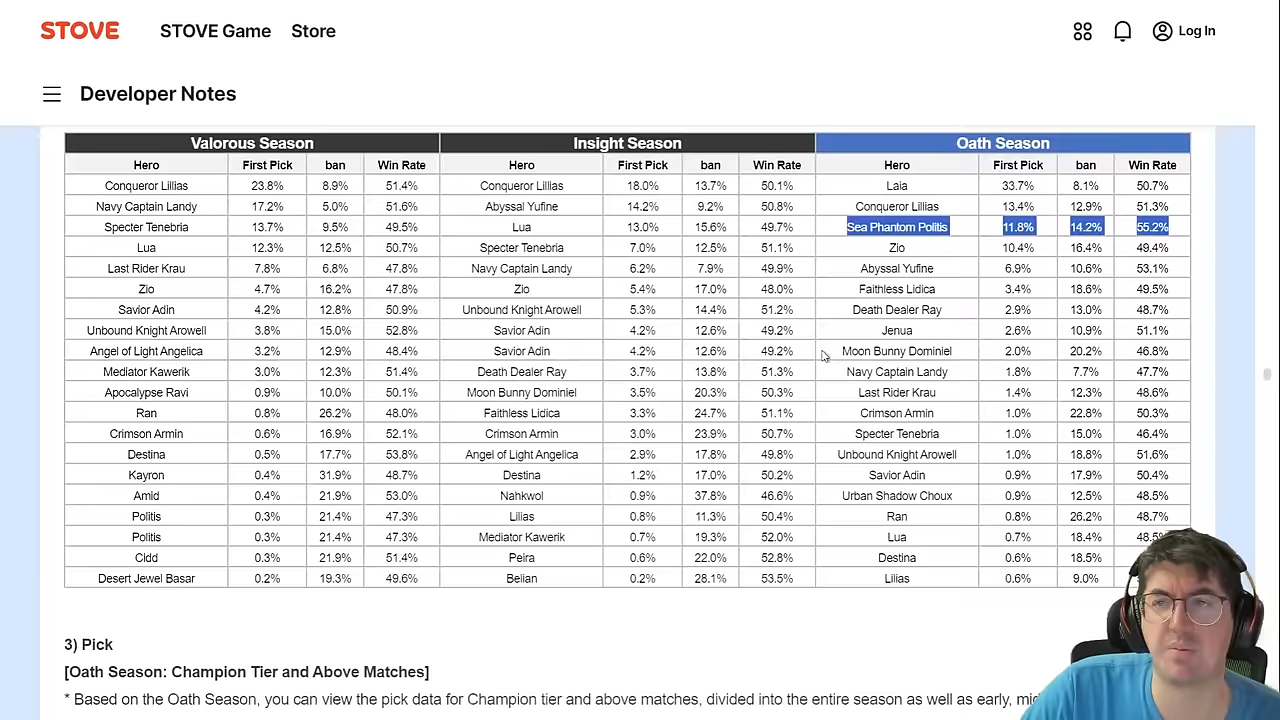 STOVE STOVE Game Store Log In
Developer Notes
Valorous Season Insight Season Oath Season
Hero First Pick ban Win Rate Hero First Pick ban Win Rate Hero First Pick ban Win Rate
Conqueror Lillias 23.8% 8.9% 51.4% Conqueror Lillias 18.0% 13.7% 50.1% Laia 33.7% 8.1% 50.7%
Navy Captain Landy 17.2% 5.0% 51.6% Abyssal Yufine 14.2% 9.2% 50.8% Conqueror Lillias 13.4% 12.9% 51.3%
Specter Tenebria 13.7% 9.5% 49.5% Lua 13.0% 15.6% 49.7% Sea Phantom Politis 11.8% 14.2% 55.2%
Lua 12.3% 12.5% 50.7% Specter Tenebria 7.0% 12.5% 51.1% Zio 10.4% 16.4% 49.4%
Last Rider Krau 7.8% 6.8% 47.8% Navy Captain Landy 6.2% 7.9% 49.9% Abyssal Yufine 6.9% 10.6% 53.1%
Zio 4.7% 16.2% 47.8% Zio 5.4% 17.0% 48.0% Faithless Lidica 3.4% 18.6% 49.5%
Savior Adin 4.2% 12.8% 50.9% Unbound Knight Arowell 5.3% 14.4% 51.2% Death Dealer Ray 2.9% 13.0% 48.7%
Unbound Knight Arowell 3.8% 15.0% 52.8% Savior Adin 4.2% 12.6% 49.2% Jenua 2.6% 10.9% 51.1%
Angel of Light Angelica 3.2% 12.9% 48.4% Savior Adin 4.2% 12.6% 49.2% Moon Bunny Dominiel 2.0% 20.2% 46.8%
Mediator Kawerik 3.0% 12.3% 51.4% Death Dealer Ray 3.7% 13.8% 51.3% Navy Captain Landy 1.8% 7.7% 47.7%
Apocalypse Ravi 0.9% 10.0% 50.1% Moon Bunny Dominiel 3.5% 20.3% 50.3% Last Rider Krau 1.4% 12.3% 48.6%
Ran 0.8% 26.2% 48.0% Faithless Lidica 3.3% 24.7% 51.1% Crimson Armin 1.0% 22.8% 50.3%
Crimson Armin 0.6% 16.9% 52.1% Crimson Armin 3.0% 23.9% 50.7% Specter Tenebria 1.0% 15.0% 46.4%
Destina 0.5% 17.7% 53.8% Angel of Light Angelica 2.9% 17.8% 49.8% Unbound Knight Arowell 1.0% 18.8% 51.6%
Kayron 0.4% 31.9% 48.7% Destina 1.2% 17.0% 50.2% Savior Adin 0.9% 17.9% 50.4%
Amid 0.4% 21.9% 53.0% Nahkwol 0.9% 37.8% 46.6% Urban Shadow Choux 0.9% 12.5% 48.5%
Politis 0.3% 21.4% 47.3% Lilias 0.8% 11.3% 50.4% Ran 0.8% 26.2% 48.7%
Politis 0.3% 21.4% 47.3% Mediator Kawerik 0.7% 19.3% 52.0% Lua 0.7% 18.4% 48.5%
Cidd 0.3% 21.9% 51.4% Peira 0.6% 22.0% 52.8% Destina 0.6% 18.5%
Desert Jewel Basar 0.2% 19.3% 49.6% Belian 0.2% 28.1% 53.5% Lilias 0.6% 9.0%
3) Pick
[Oath Season: Champion Tier and Above Matches]
* Based on the Oath Season, you can view the pick data for Champion tier and above matches, divided into the entire season as well as early,